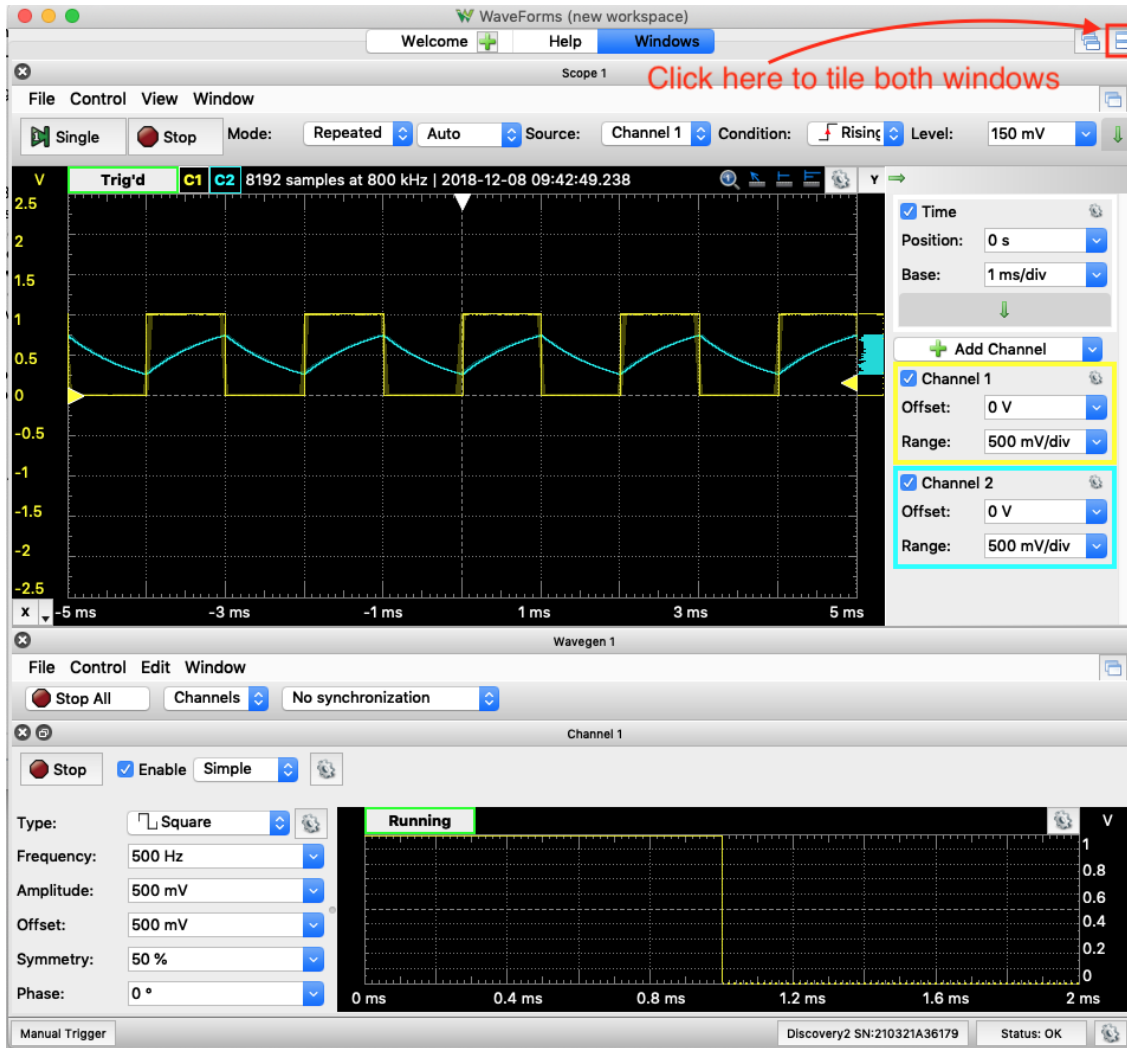 WaveForms (new workspace)
Welcome Help Windows
Click here to tile both windows
Scope 1
File Control View Window
Single Stop Mode: Repeated Auto Source: Channel 1 Condition: Rising Level: 150 mV
V Trig'd C1 C2 8192 samples at 800 kHz | 2018-12-08 09:42:49.238 Y
2.5
2
1.5
1
0.5
0
-0.5
-1
-1.5
-2
-2.5
X -5 ms -3 ms -1 ms 1 ms 3 ms 5 ms
Time
Position: 0 s
Base: 1 ms/div
Add Channel
Channel 1
Offset: 0 V
Range: 500 mV/div
Channel 2
Offset: 0 V
Range: 500 mV/div
Wavegen 1
File Control Edit Window
Stop All Channels No synchronization
Channel 1
Stop Enable Simple
Type: Square
Frequency: 500 Hz
Amplitude: 500 mV
Offset: 500 mV
Symmetry: 50 %
Phase: 0 °
Running V
1
0.8
0.6
0.4
0.2
0
0 ms 0.4 ms 0.8 ms 1.2 ms 1.6 ms 2 ms
Manual Trigger Discovery2 SN:210321A36179 Status: OK